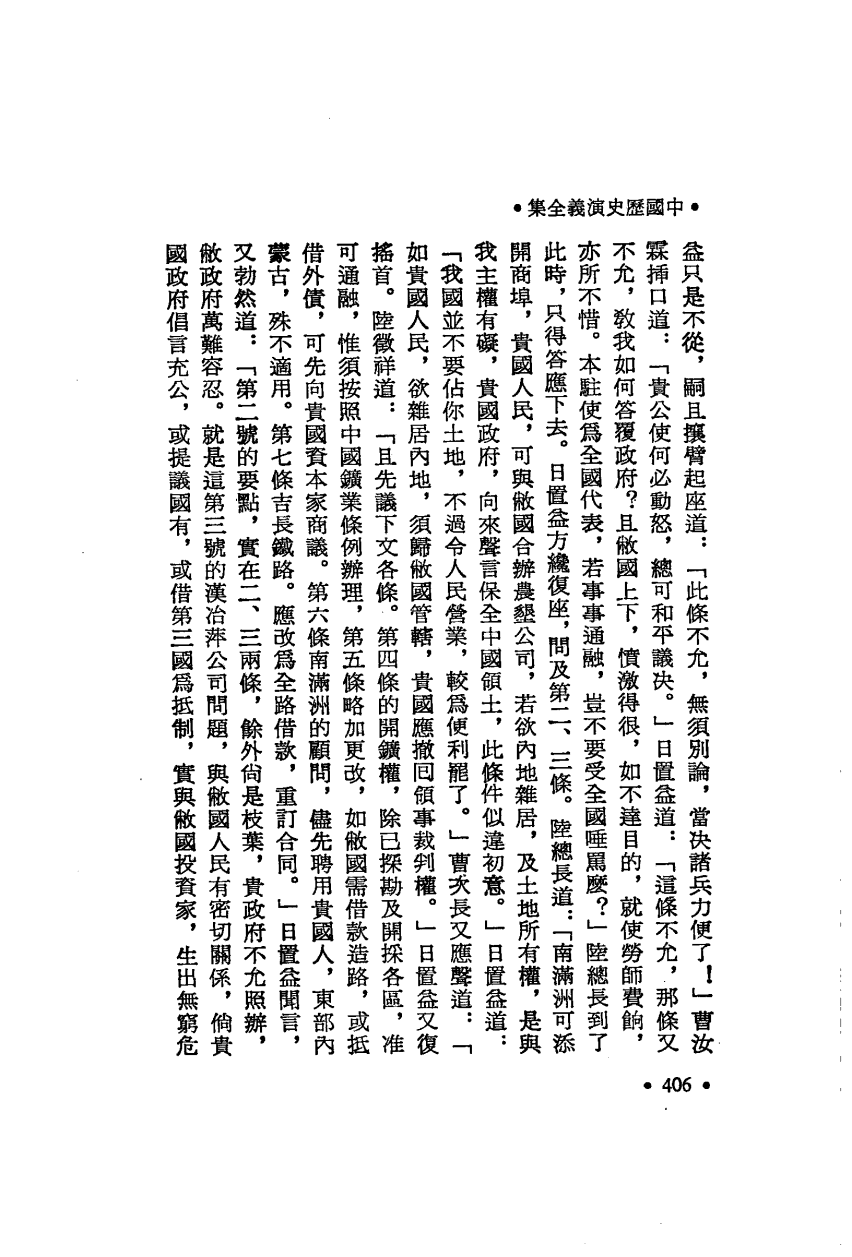 •中國歷史演義全集•
益只是不從，嗣且攘臂起座道：「此條不允，無須別論，當決諸兵力便了！」曹汝
霖插口道：「貴公使何必動怒，總可和平議決。」日置益道：「這條不允，那條又
不允，教我如何答覆政府？且敝國上下，憤激得很，如不達目的，就使勞師費餉，
亦所不惜。本駐使爲全國代表，若事事通融，豈不要受全國唾罵麼？」陸總長到了
此時，只得答應下去。日置益方纔復座，問及第二、三條。陸總長道：「南滿洲可添
開商埠，貴國人民，可與敝國合辦農墾公司，若欲內地雜居，及土地所有權，是與
我主權有礙，貴國政府，向來聲言保全中國領土，此條件似違初意。」日置益道：
「我國並不要佔你土地，不過令人民營業，較爲便利罷了。」曹次長又應聲道：「
如貴國人民，欲雜居內地，須歸敝國管轄，貴國應撤回領事裁判權。」日置益又復
搖首。陸徵祥道：「且先議下文各條。第四條的開鑛權，除已探勘及開採各區，准
可通融，惟須按照中國鑛業條例辦理，第五條略加更改，如敝國需借款造路，或抵
借外債，可先向貴國資本家商議。第六條南滿洲的顧問，儘先聘用貴國人，東部內
蒙古，殊不適用。第七條吉長鐵路。應改爲全路借款，重訂合同。」日置益聞言，
又勃然道：「第二號的要點，實在二、三兩條，餘外尙是枝葉，貴政府不允照辦，
敝政府萬難容忍。就是這第三號的漢冶萍公司問題，與敝國人民有密切關係，倘貴
國政府倡言充公，或提議國有，或借第三國爲抵制，實與敝國投資家，生出無窮危
•406•